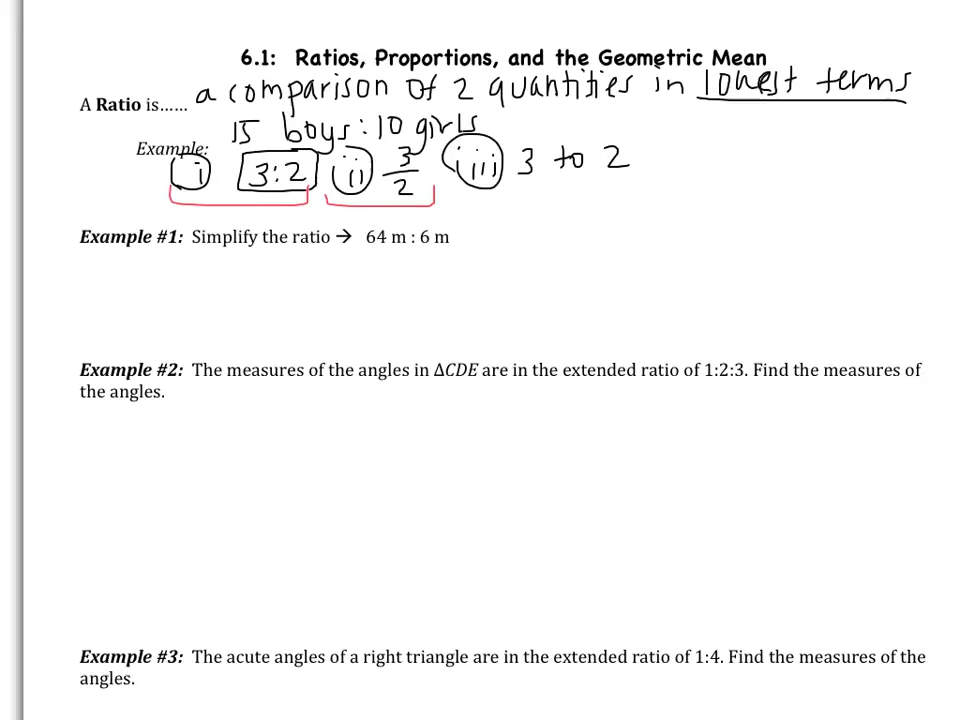 6.1: Ratios, Proportions, and the Geometric Mean
A Ratio is...... a comparison of 2 quantities in lowest terms
15 boys : 10 girls
Example: i 3:2 ii 3/2 iii 3 to 2
Example #1: Simplify the ratio → 64 m : 6 m
Example #2: The measures of the angles in ΔCDE are in the extended ratio of 1:2:3. Find the measures of
the angles.
Example #3: The acute angles of a right triangle are in the extended ratio of 1:4. Find the measures of the
angles.